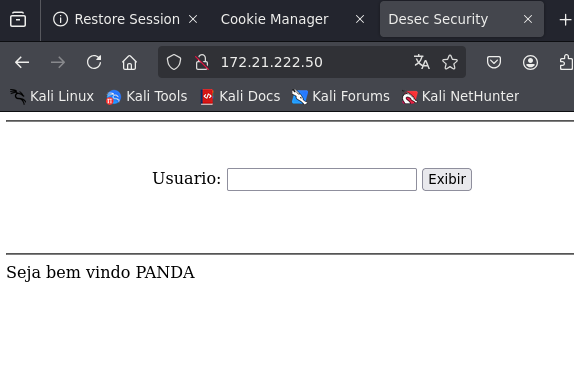 Restore Session
Cookie Manager
Desec Security
172.21.222.50
Kali Linux
Kali Tools
Kali Docs
Kali Forums
Kali NetHunter
Usuario:
Exibir
Seja bem vindo PANDA